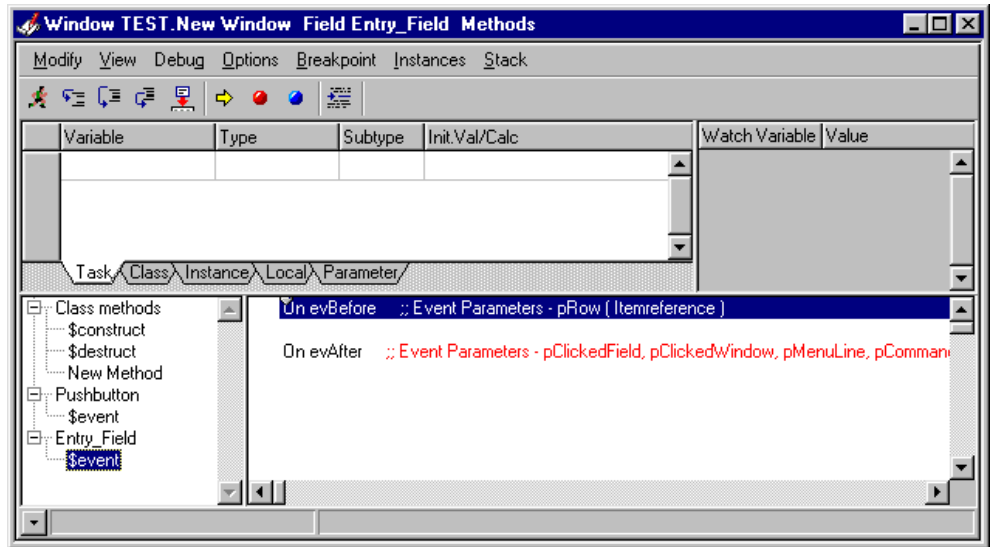 Window TEST.New Window Field Entry_Field Methods
Modify View Debug Options Breakpoint Instances Stack
Variable Type Subtype Init.Val/Calc Watch Variable Value
Task Class Instance Local Parameter
Class methods
$construct
$destruct
New Method
Pushbutton
$event
Entry_Field
$event
On evBefore ;; Event Parameters - pRow ( Itemreference )
On evAfter ;; Event Parameters - pClickedField, pClickedWindow, pMenuLine, pComman